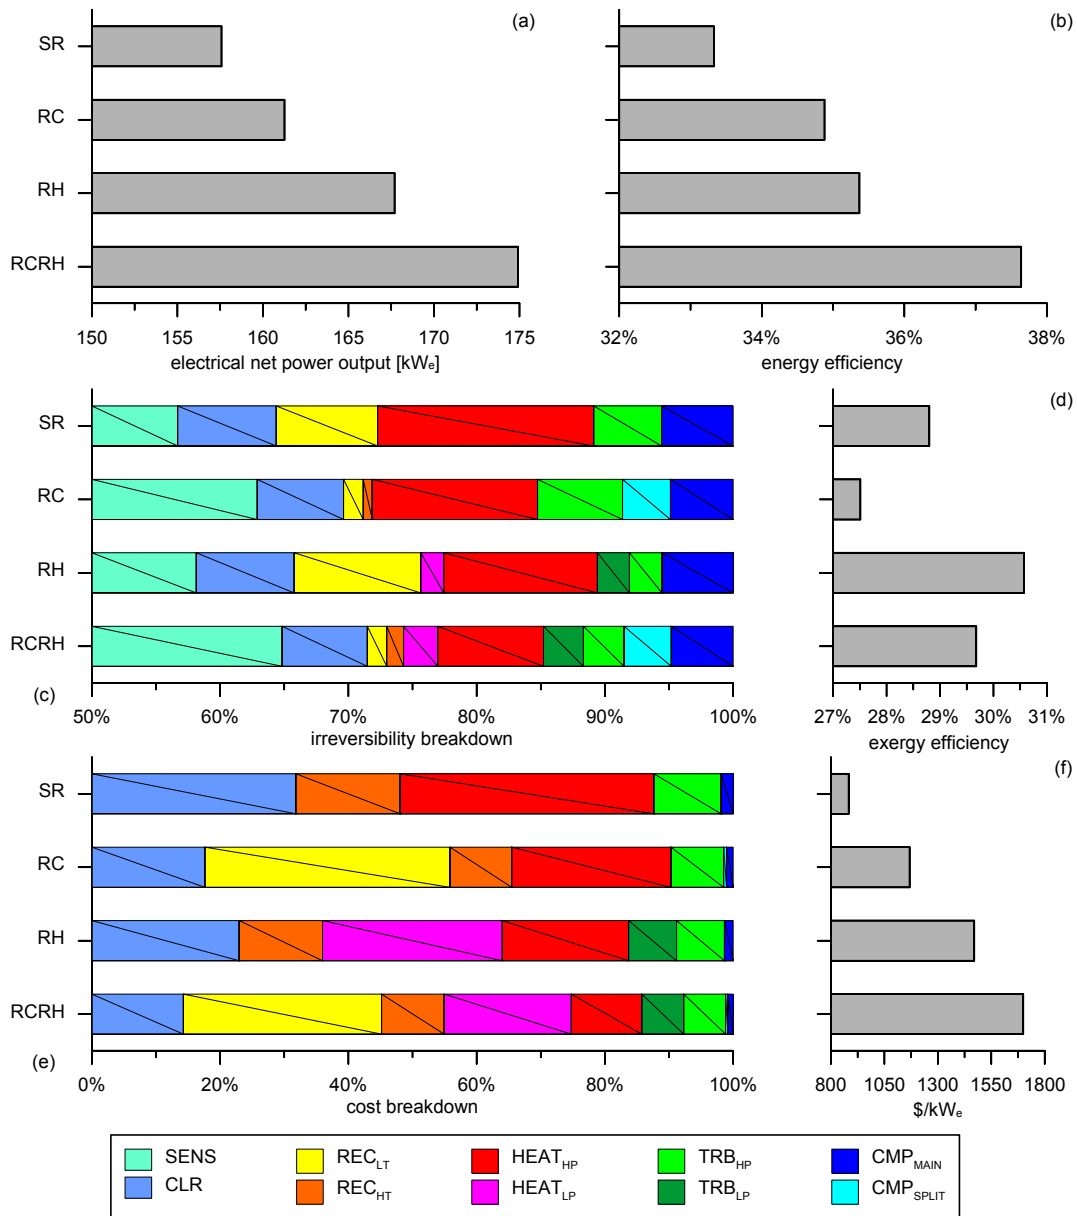 (a)
SR
RC
RH
RCRH
150 155 160 165 170 175
electrical net power output [kWe]
(b)
32% 34% 36% 38%
energy efficiency
SR
RC
RH
RCRH
(c)
50% 60% 70% 80% 90% 100%
irreversibility breakdown
(d)
27% 28% 29% 30% 31%
exergy efficiency
SR
RC
RH
RCRH
(e)
0% 20% 40% 60% 80% 100%
cost breakdown
(f)
800 1050 1300 1550 1800
$/kWe
SENS RECLT HEATHP TRBHP CMPMAIN
CLR RECHT HEATLP TRBLP CMPSPLIT